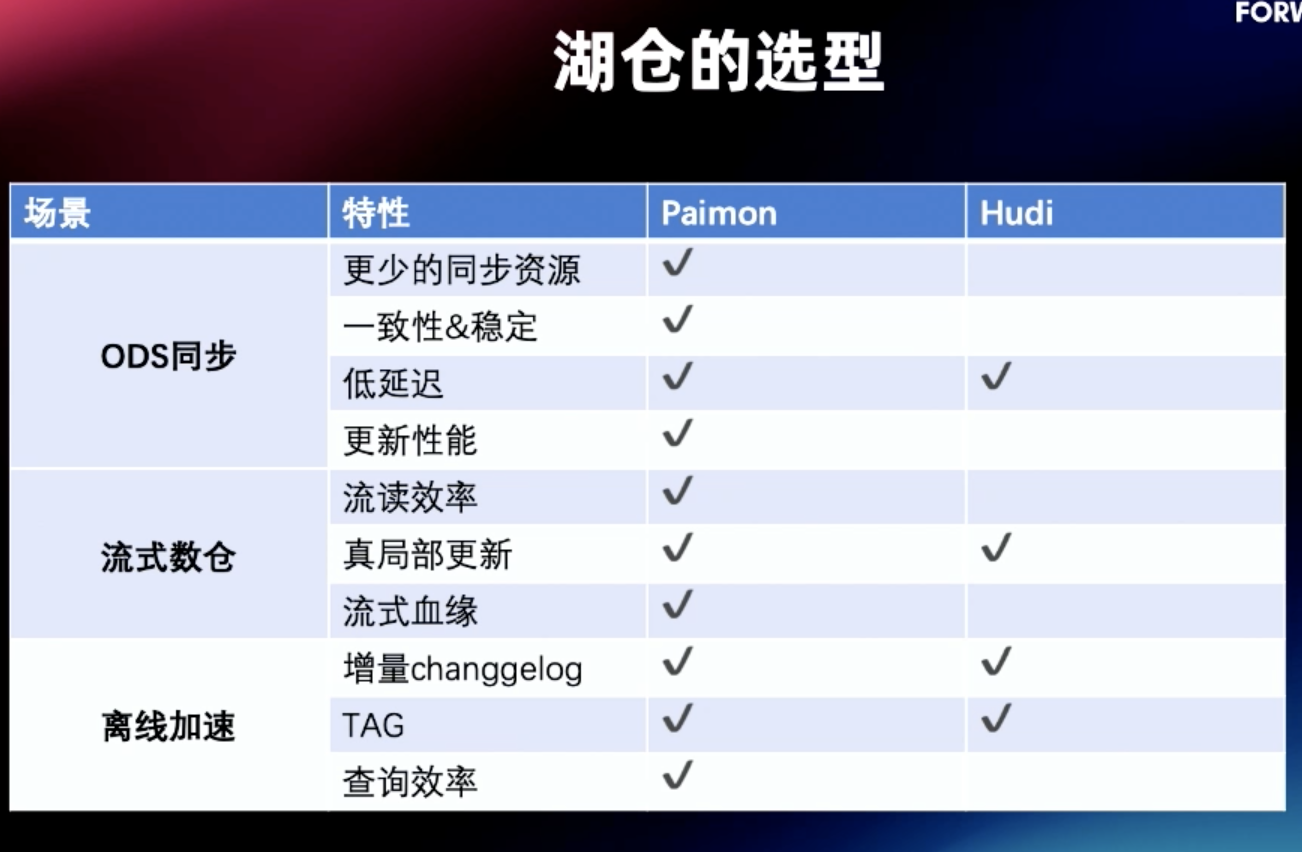 FORW
湖仓的选型
场景 特性 Paimon Hudi
ODS同步
更少的同步资源 ✓
一致性&稳定 ✓
低延迟 ✓ ✓
更新性能 ✓
流式数仓
流读效率 ✓
真局部更新 ✓ ✓
流式血缘 ✓
离线加速
增量changgelog ✓ ✓
TAG ✓ ✓
查询效率 ✓